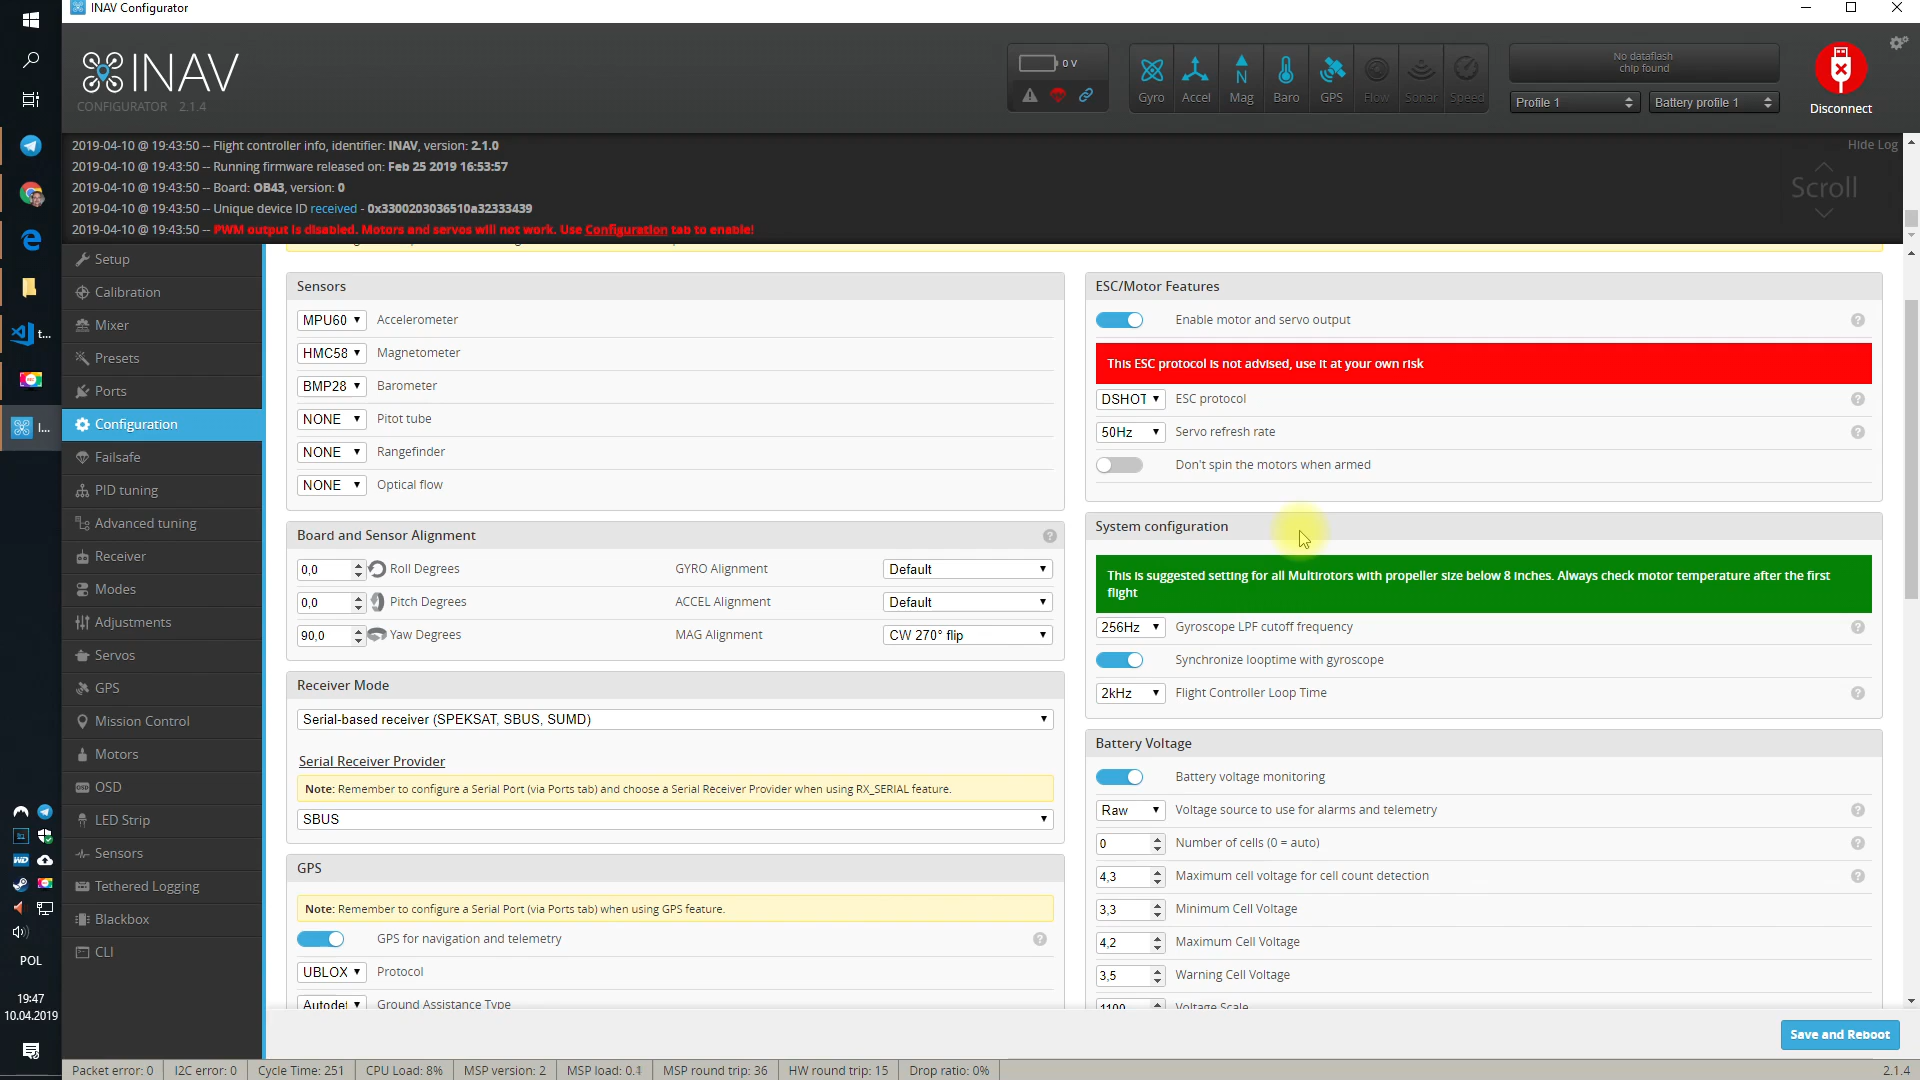 INAV Configurator
INAV
CONFIGURATOR 2.1.4
0 V
Gyro
Accel
Mag
Baro
GPS
Flow
Sonar
Speed
No dataflash
chip found
Profile 1
Battery profile 1
Disconnect
2019-04-10 @ 19:43:50 -- Flight controller info, identifier: INAV, version: 2.1.0
2019-04-10 @ 19:43:50 -- Running firmware released on: Feb 25 2019 16:53:57
2019-04-10 @ 19:43:50 -- Board: OB43, version: 0
2019-04-10 @ 19:43:50 -- Unique device ID received - 0x3300203036510a32333439
2019-04-10 @ 19:43:50 -- PWM output is disabled. Motors and servos will not work. Use Configuration tab to enable!
Hide Log
Scroll
Setup
Calibration
Mixer
Presets
Ports
Configuration
Failsafe
PID tuning
Advanced tuning
Receiver
Modes
Adjustments
Servos
GPS
Mission Control
Motors
OSD
LED Strip
Sensors
Tethered Logging
Blackbox
CLI
Sensors
MPU60 Accelerometer
HMC58 Magnetometer
BMP28 Barometer
NONE Pitot tube
NONE Rangefinder
NONE Optical flow
Board and Sensor Alignment
0,0 Roll Degrees GYRO Alignment Default
0,0 Pitch Degrees ACCEL Alignment Default
90,0 Yaw Degrees MAG Alignment CW 270° flip
Receiver Mode
Serial-based receiver (SPEKSAT, SBUS, SUMD)
Serial Receiver Provider
Note: Remember to configure a Serial Port (via Ports tab) and choose a Serial Receiver Provider when using RX_SERIAL feature.
SBUS
GPS
Note: Remember to configure a Serial Port (via Ports tab) when using GPS feature.
GPS for navigation and telemetry
UBLOX Protocol
Autodet Ground Assistance Type
ESC/Motor Features
Enable motor and servo output
This ESC protocol is not advised, use it at your own risk
DSHOT ESC protocol
50Hz Servo refresh rate
Don't spin the motors when armed
System configuration
This is suggested setting for all Multirotors with propeller size below 8 inches. Always check motor temperature after the first
flight
256Hz Gyroscope LPF cutoff frequency
Synchronize looptime with gyroscope
2kHz Flight Controller Loop Time
Battery Voltage
Battery voltage monitoring
Raw Voltage source to use for alarms and telemetry
0 Number of cells (0 = auto)
4,3 Maximum cell voltage for cell count detection
3,3 Minimum Cell Voltage
4,2 Maximum Cell Voltage
3,5 Warning Cell Voltage
1100 Voltage Scale
Save and Reboot
t...
I...
WD
POL
19:47
10.04.2019
Packet error: 0
I2C error: 0
Cycle Time: 251
CPU Load: 8%
MSP version: 2
MSP load: 0.1
MSP round trip: 36
HW round trip: 15
Drop ratio: 0%
2.1.4